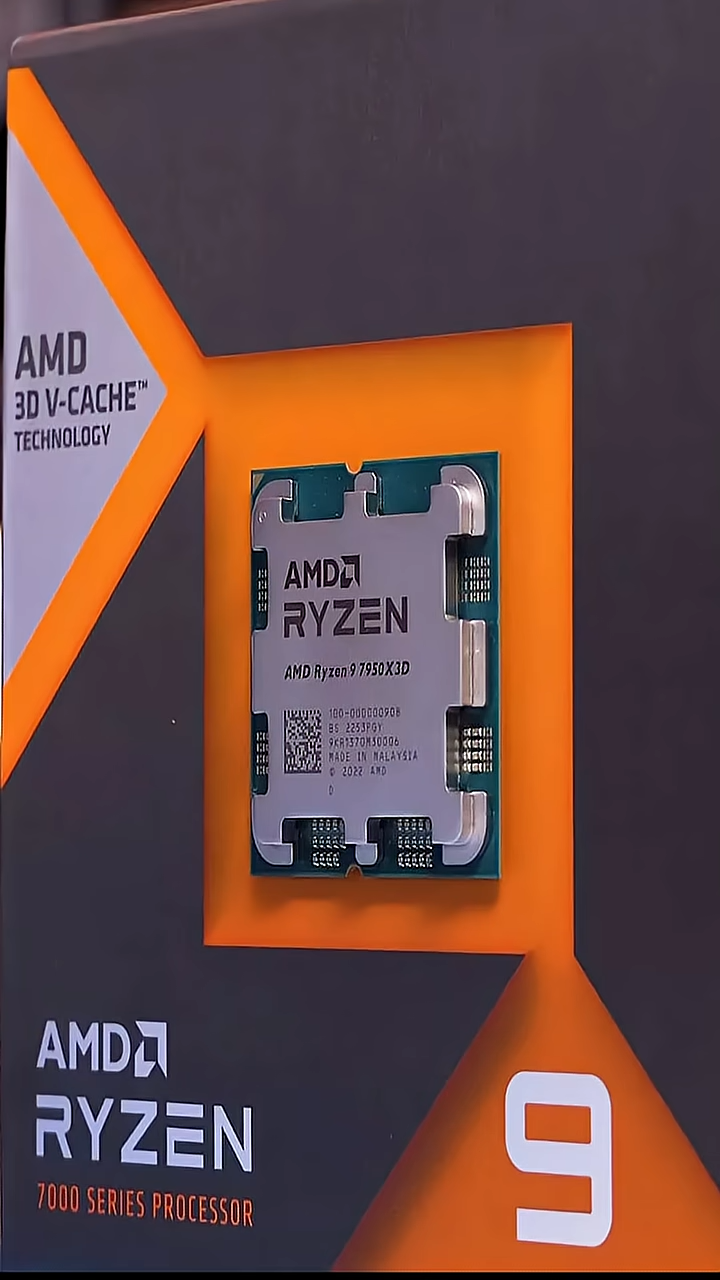 AMD
3D V-CACHE™
TECHNOLOGY
AMD
RYZEN
AMD Ryzen 9 7950X3D
100-000000908
BS 2253PGY
9KR1370M30006
MADE IN MALAYSIA
© 2022 AMD
D
AMD
RYZEN
7000 SERIES PROCESSOR
9